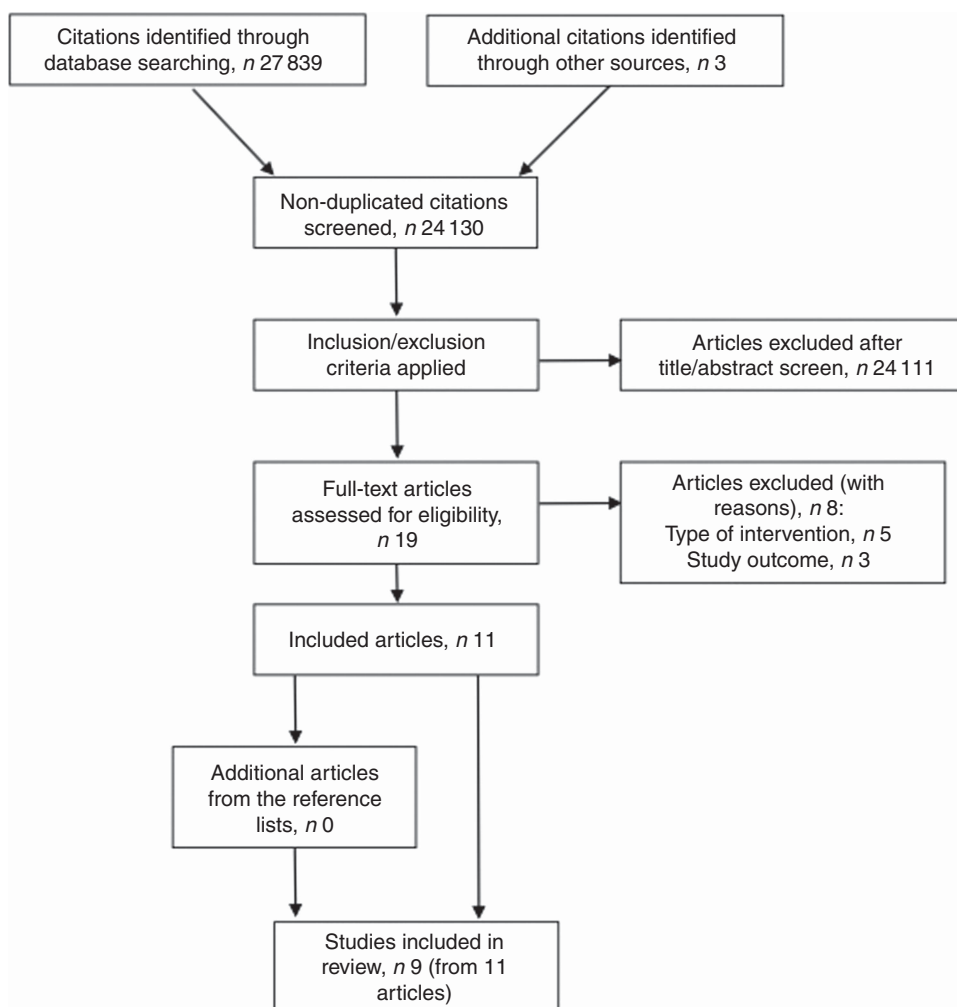 Citations identified through
database searching, n 27 839
Additional citations identified
through other sources, n 3
Non-duplicated citations
screened, n 24 130
Inclusion/exclusion
criteria applied
Articles excluded after
title/abstract screen, n 24 111
Full-text articles
assessed for eligibility,
n 19
Articles excluded (with
reasons), n 8:
Type of intervention, n 5
Study outcome, n 3
Included articles, n 11
Additional articles
from the reference
lists, n 0
Studies included in
review, n 9 (from 11
articles)